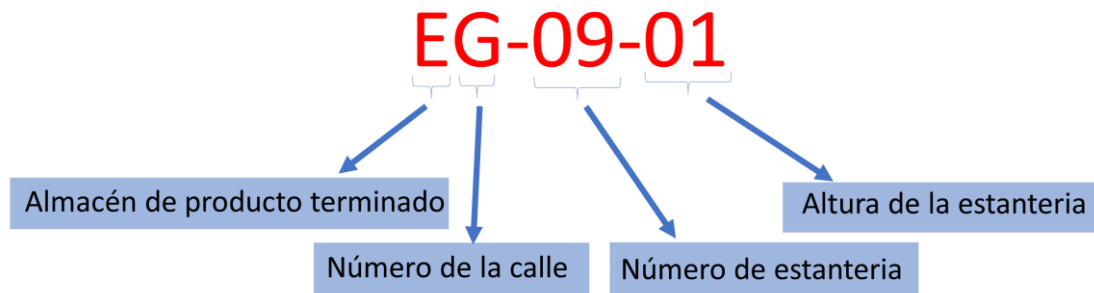 EG-09-01
Almacén de producto terminado
Altura de la estanteria
Número de la calle
Número de estanteria